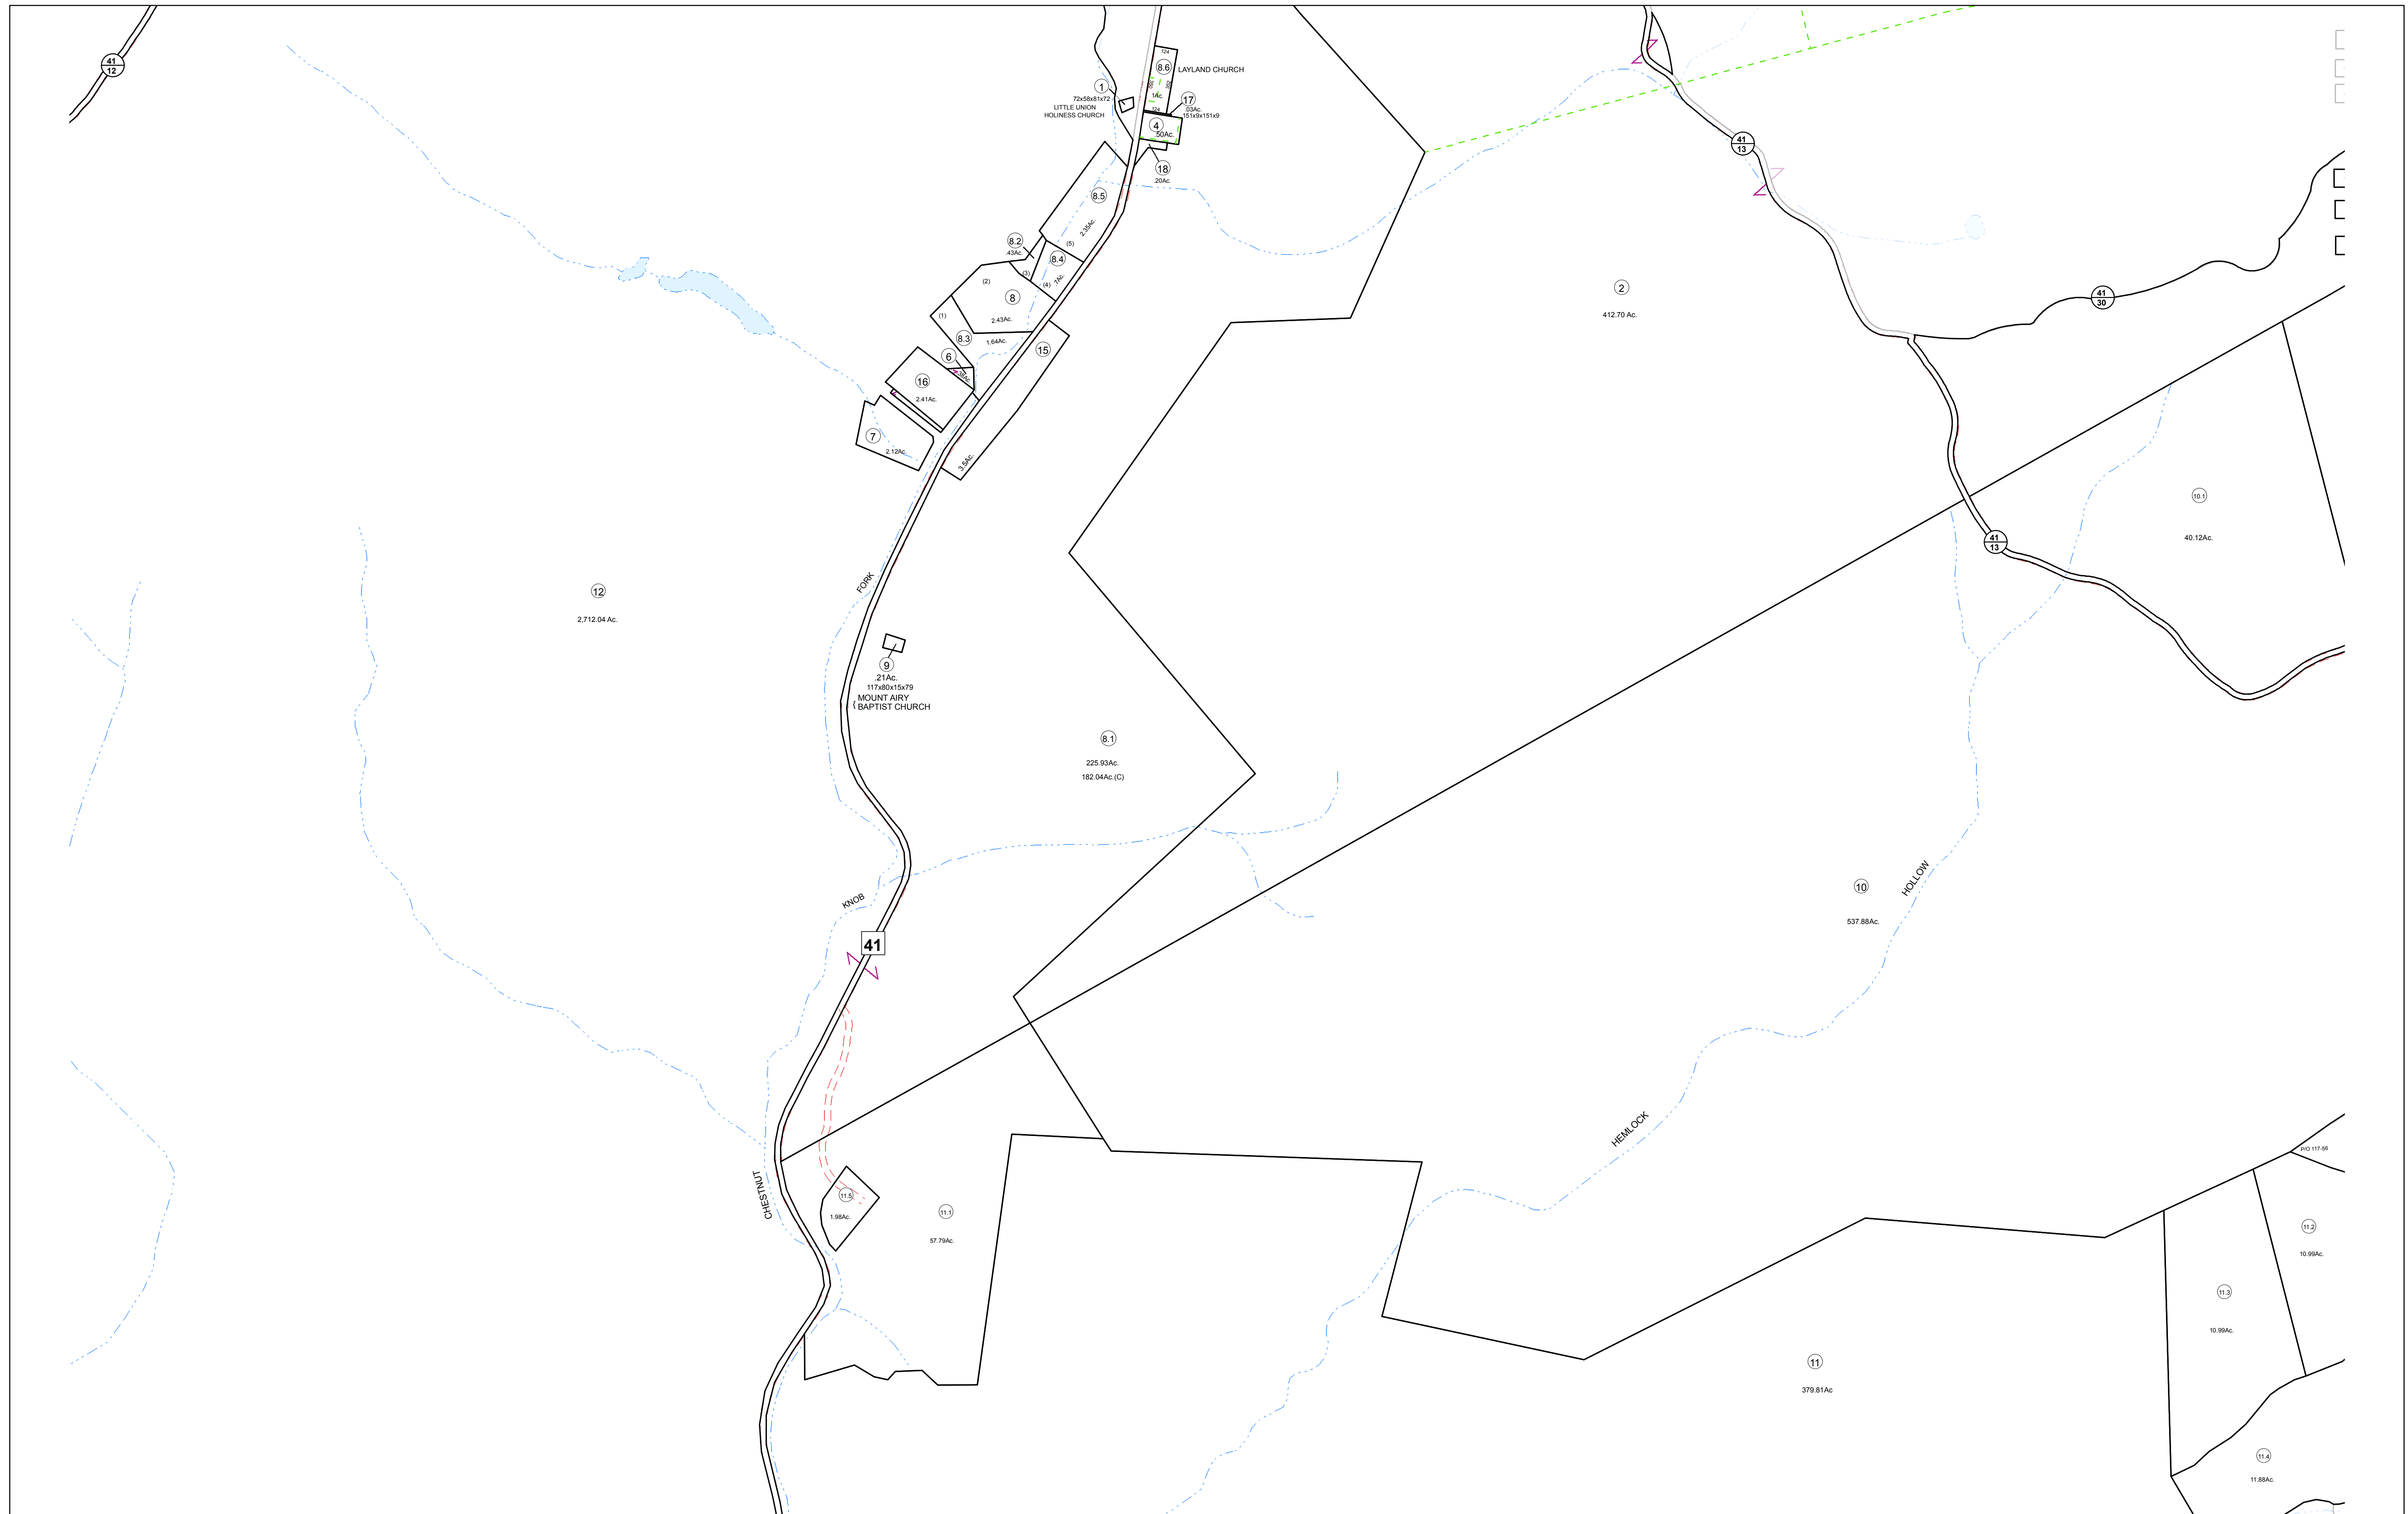 41
12
124
8.6
LAYLAND CHURCH
1
72x58x81x72
LITTLE UNION
HOLINESS CHURCH
1Ac.
124
17
.03Ac.
151x9x151x9
4
.50Ac.
18
.20Ac.
41
13
8.5
2.35Ac.
(5)
8.2
.43Ac.
8.4
.7Ac.
(3)
(4)
(2)
8
2.43Ac.
(1)
8.3
1.64Ac.
6
15
3.5Ac.
16
2.41Ac.
7
2.12Ac.
2
412.70 Ac.
41
30
10.1
40.12Ac.
41
13
12
2,712.04 Ac.
FORK
9
.21Ac.
117x80x15x79
MOUNT AIRY
BAPTIST CHURCH
8.1
225.93Ac.
182.04Ac.(C)
KNOB
41
10
537.88Ac.
HOLLOW
HEMLOCK
P/O 117-56
CHESTNUT
11.5
1.98Ac.
11.1
57.79Ac.
11.2
10.99Ac.
11.3
10.99Ac.
11
379.81Ac
11.4
11.88Ac.